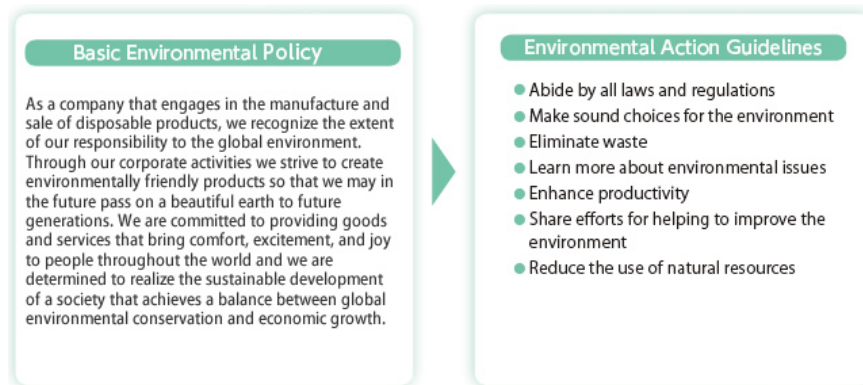 Basic Environmental Policy
As a company that engages in the manufacture and
sale of disposable products, we recognize the extent
of our responsibility to the global environment.
Through our corporate activities we strive to create
environmentally friendly products so that we may in
the future pass on a beautiful earth to future
generations. We are committed to providing goods
and services that bring comfort, excitement, and joy
to people throughout the world and we are
determined to realize the sustainable development
of a society that achieves a balance between global
environmental conservation and economic growth.
Environmental Action Guidelines
Abide by all laws and regulations
Make sound choices for the environment
Eliminate waste
Learn more about environmental issues
Enhance productivity
Share efforts for helping to improve the
environment
Reduce the use of natural resources